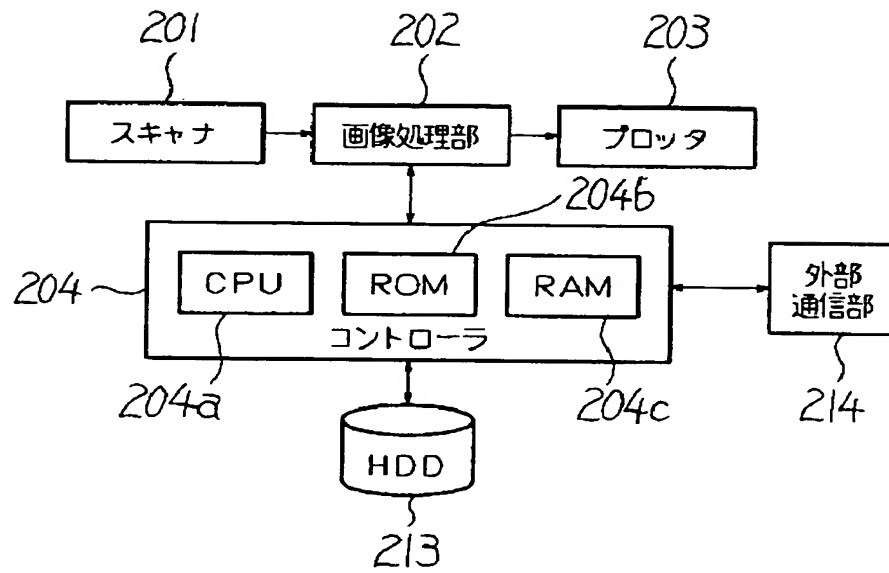 201
202
203
スキャナ
画像処理部
プロッタ
204b
204
CPU
ROM
RAM
コントローラ
外部
通信部
204a
204c
214
HDD
213